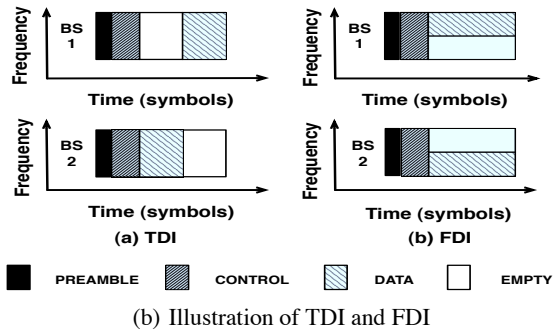 Frequency
BS
1
Time (symbols)
Frequency
BS
1
Time (symbols)
Frequency
BS
2
Time (symbols)
(a) TDI
Frequency
BS
2
Time (symbols)
(b) FDI
PREAMBLE
CONTROL
DATA
EMPTY
(b) Illustration of TDI and FDI